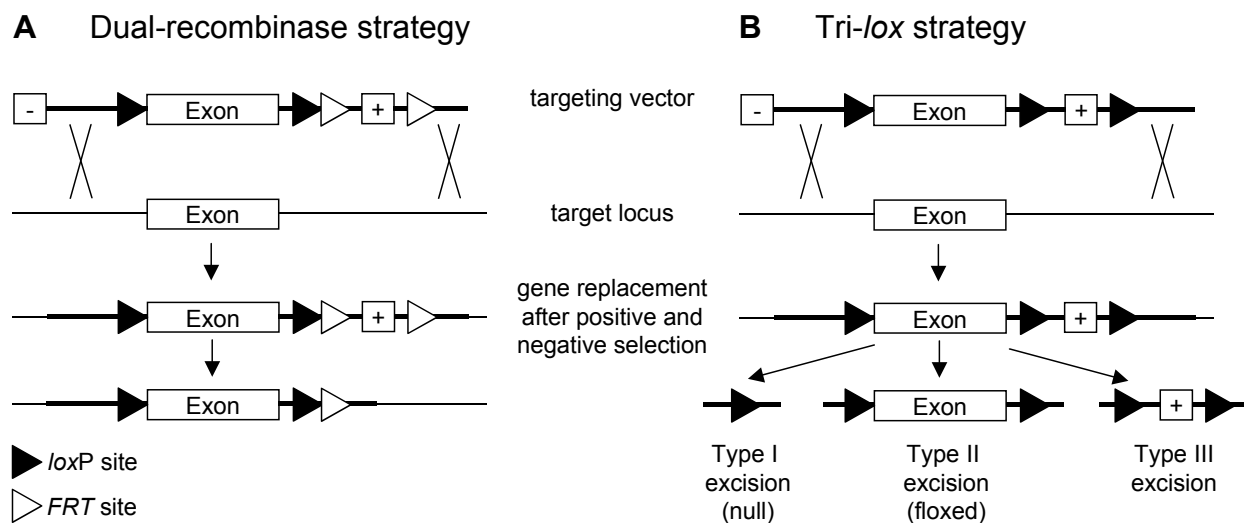 A Dual-recombinase strategy
B Tri-lox strategy
- Exon +
targeting vector
- Exon +
Exon
target locus
Exon
Exon +
gene replacement
after positive and
negative selection
Exon +
Exon
Exon
+
loxP site
FRT site
Type I
excision
(null)
Type II
excision
(floxed)
Type III
excision